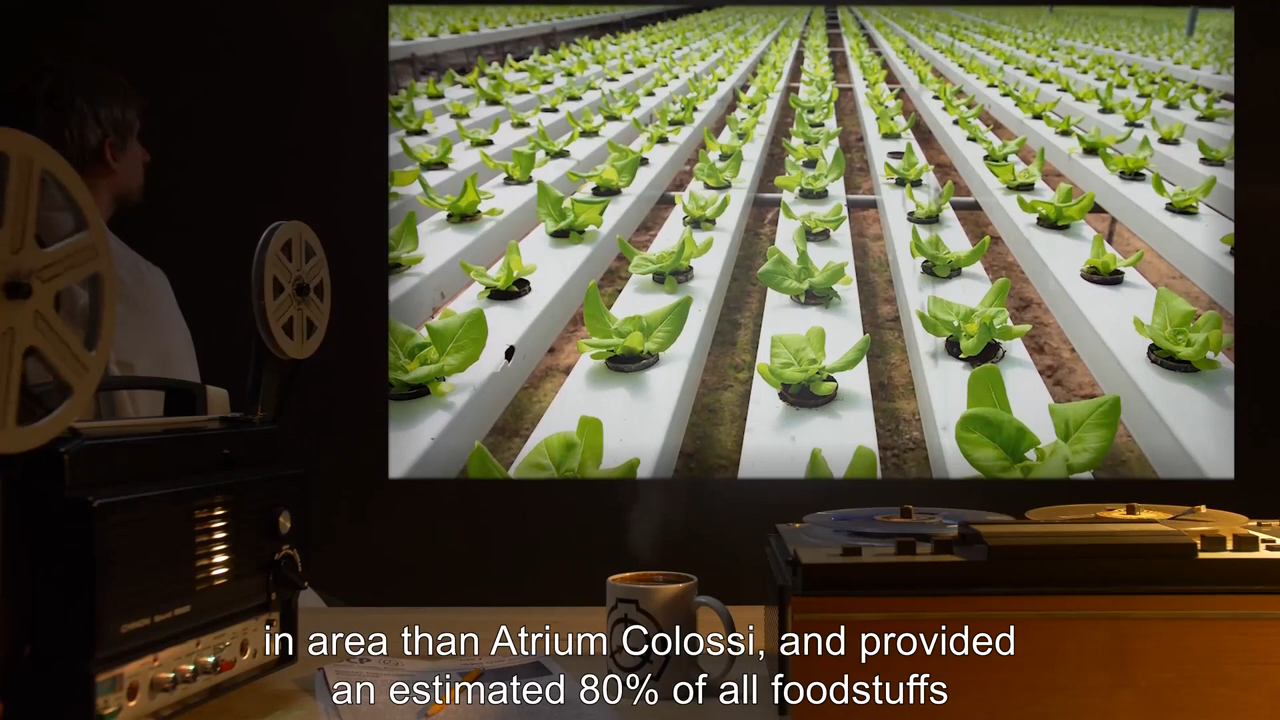 in area than Atrium Colossi, and provided
an estimated 80% of all foodstuffs